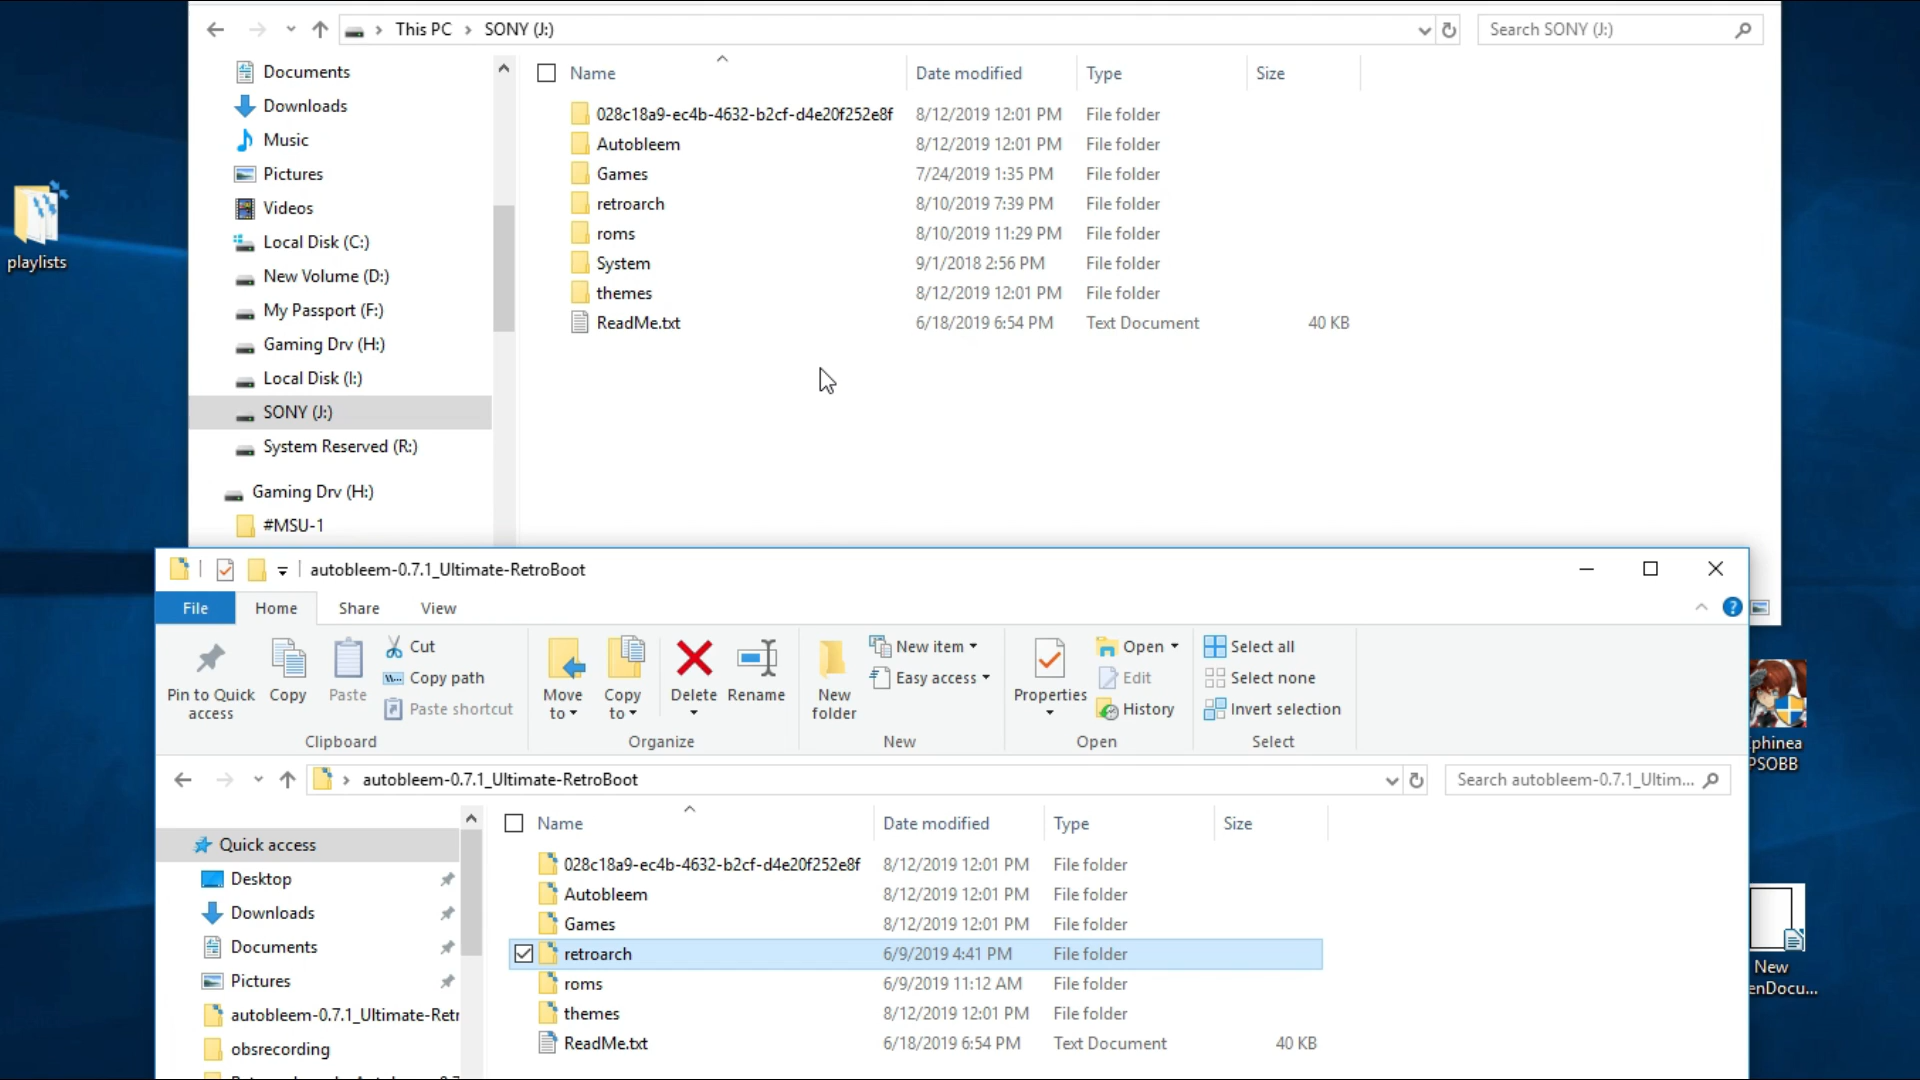 This PC > SONY (J:)
Search SONY (J:)
Documents
Downloads
Music
Pictures
Videos
Local Disk (C:)
New Volume (D:)
My Passport (F:)
Gaming Drv (H:)
Local Disk (I:)
SONY (J:)
System Reserved (R:)
Gaming Drv (H:)
#MSU-1
Name Date modified Type Size
028c18a9-ec4b-4632-b2cf-d4e20f252e8f 8/12/2019 12:01 PM File folder
Autobleem 8/12/2019 12:01 PM File folder
Games 7/24/2019 1:35 PM File folder
retroarch 8/10/2019 7:39 PM File folder
roms 8/10/2019 11:29 PM File folder
System 9/1/2018 2:56 PM File folder
themes 8/12/2019 12:01 PM File folder
ReadMe.txt 6/18/2019 6:54 PM Text Document 40 KB
playlists
autobleem-0.7.1_Ultimate-RetroBoot
File Home Share View
Pin to Quick
access
Copy
Paste
Cut
Copy path
Paste shortcut
Clipboard
Move
to
Copy
to
Delete
Rename
Organize
New
folder
New item
Easy access
New
Properties
Open
Edit
History
Open
Select all
Select none
Invert selection
Select
autobleem-0.7.1_Ultimate-RetroBoot
Search autobleem-0.7.1_Ultim...
Quick access
Desktop
Downloads
Documents
Pictures
autobleem-0.7.1_Ultimate-Retr
obsrecording
Name Date modified Type Size
028c18a9-ec4b-4632-b2cf-d4e20f252e8f 8/12/2019 12:01 PM File folder
Autobleem 8/12/2019 12:01 PM File folder
Games 8/12/2019 12:01 PM File folder
retroarch 6/9/2019 4:41 PM File folder
roms 6/9/2019 11:12 AM File folder
themes 8/12/2019 12:01 PM File folder
ReadMe.txt 6/18/2019 6:54 PM Text Document 40 KB
phinea
PSOBB
New
enDocu...